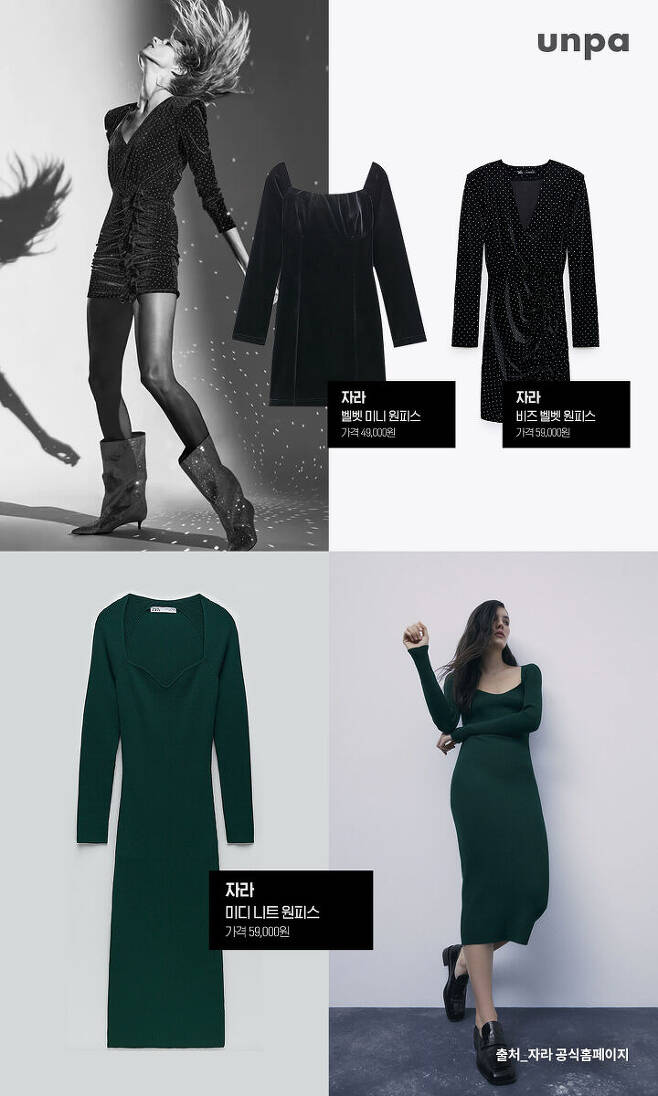 unpa
자라
벨벳 미니 원피스
가격 49,000원
자라
비즈 벨벳 원피스
가격 59,000원
자라
미디 니트 원피스
가격 59,000원
출처_자라 공식홈페이지